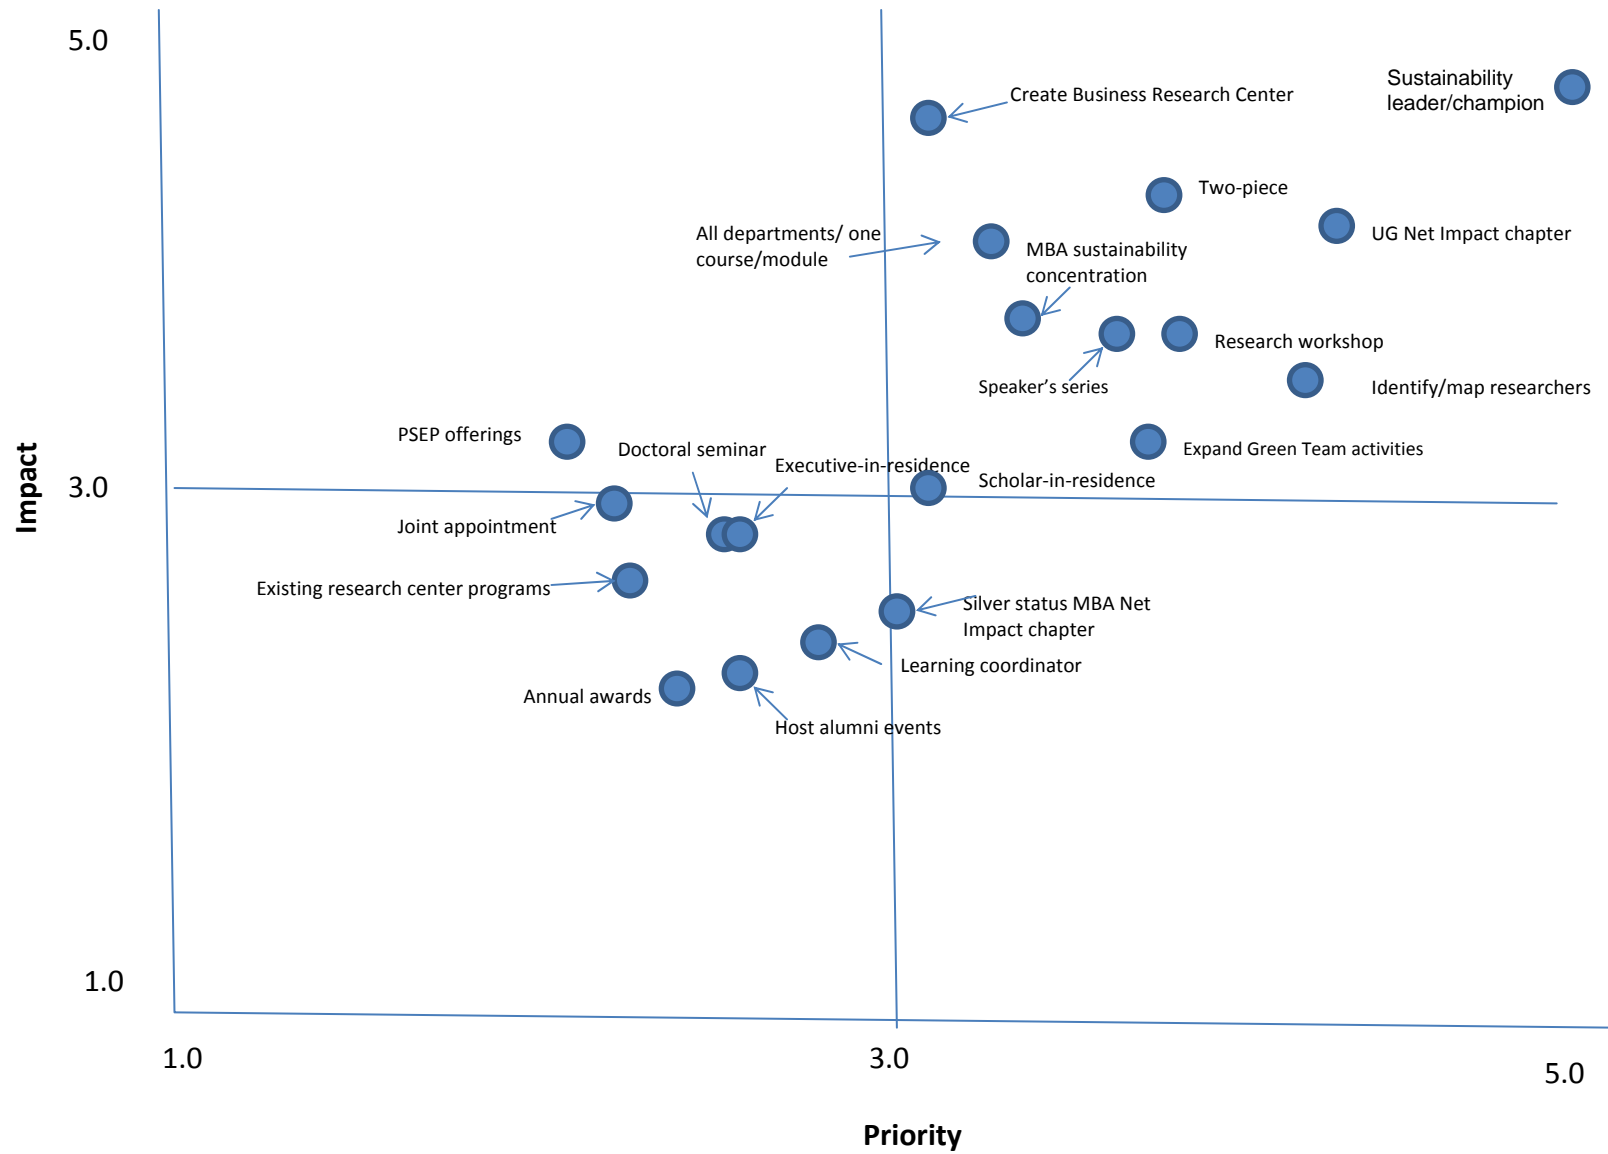 5.0
Sustainability
leader/champion
Create Business Research Center
Two-piece
All departments/ one
course/module
UG Net Impact chapter
MBA sustainability
concentration
Research workshop
Speaker’s series
Identify/map researchers
PSEP offerings
Doctoral seminar
Expand Green Team activities
Executive-in-residence
Scholar-in-residence
Impact
3.0
Joint appointment
Existing research center programs
Silver status MBA Net
Impact chapter
Learning coordinator
Annual awards
Host alumni events
1.0
1.0
3.0
5.0
Priority